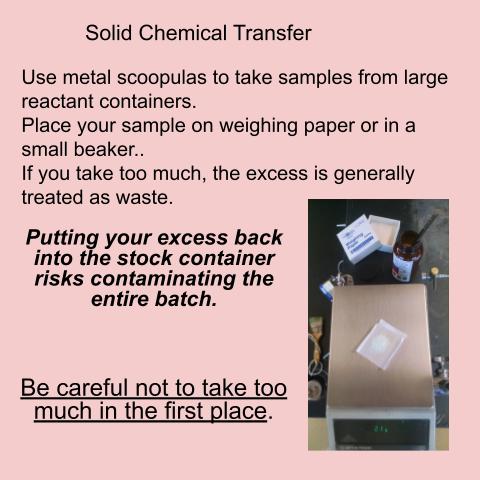 Solid Chemical Transfer
Use metal scoopulas to take samples from large
reactant containers.
Place your sample on weighing paper or in a
small beaker..
If you take too much, the excess is generally
treated as waste.
Putting your excess back
into the stock container
risks contaminating the
entire batch.
Be careful not to take too
much in the first place.